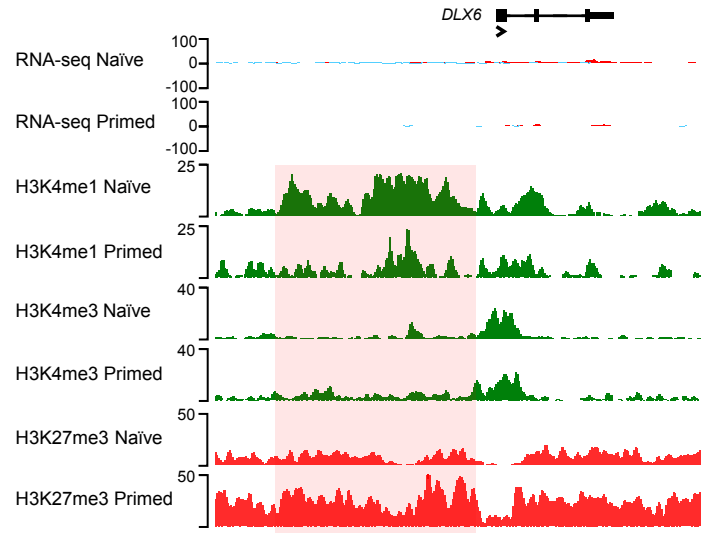 DLX6
100
RNA-seq Naïve 0
-100
100
RNA-seq Primed 0
-100
25
H3K4me1 Naïve
25
H3K4me1 Primed
40
H3K4me3 Naïve
40
H3K4me3 Primed
50
H3K27me3 Naïve
50
H3K27me3 Primed